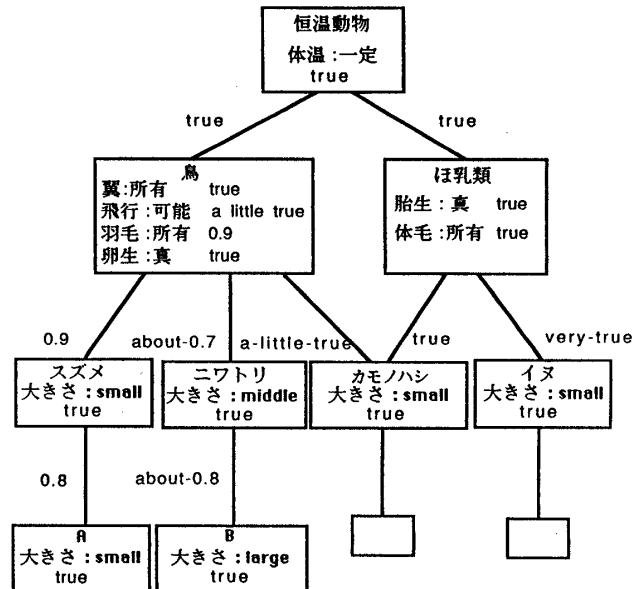 恒温動物
体温:一定
true
true
true
鳥
翼:所有 true
飛行:可能 a little true
羽毛:所有 0.9
卵生:真 true
ほ乳類
胎生:真 true
体毛:所有 true
0.9
about-0.7
a-little-true
true
very-true
スズメ
大きさ:small
true
ニワトリ
大きさ:middle
true
カモノハシ
大きさ:small
true
イヌ
大きさ:small
true
0.8
about-0.8
A
大きさ:small
true
B
大きさ:large
true